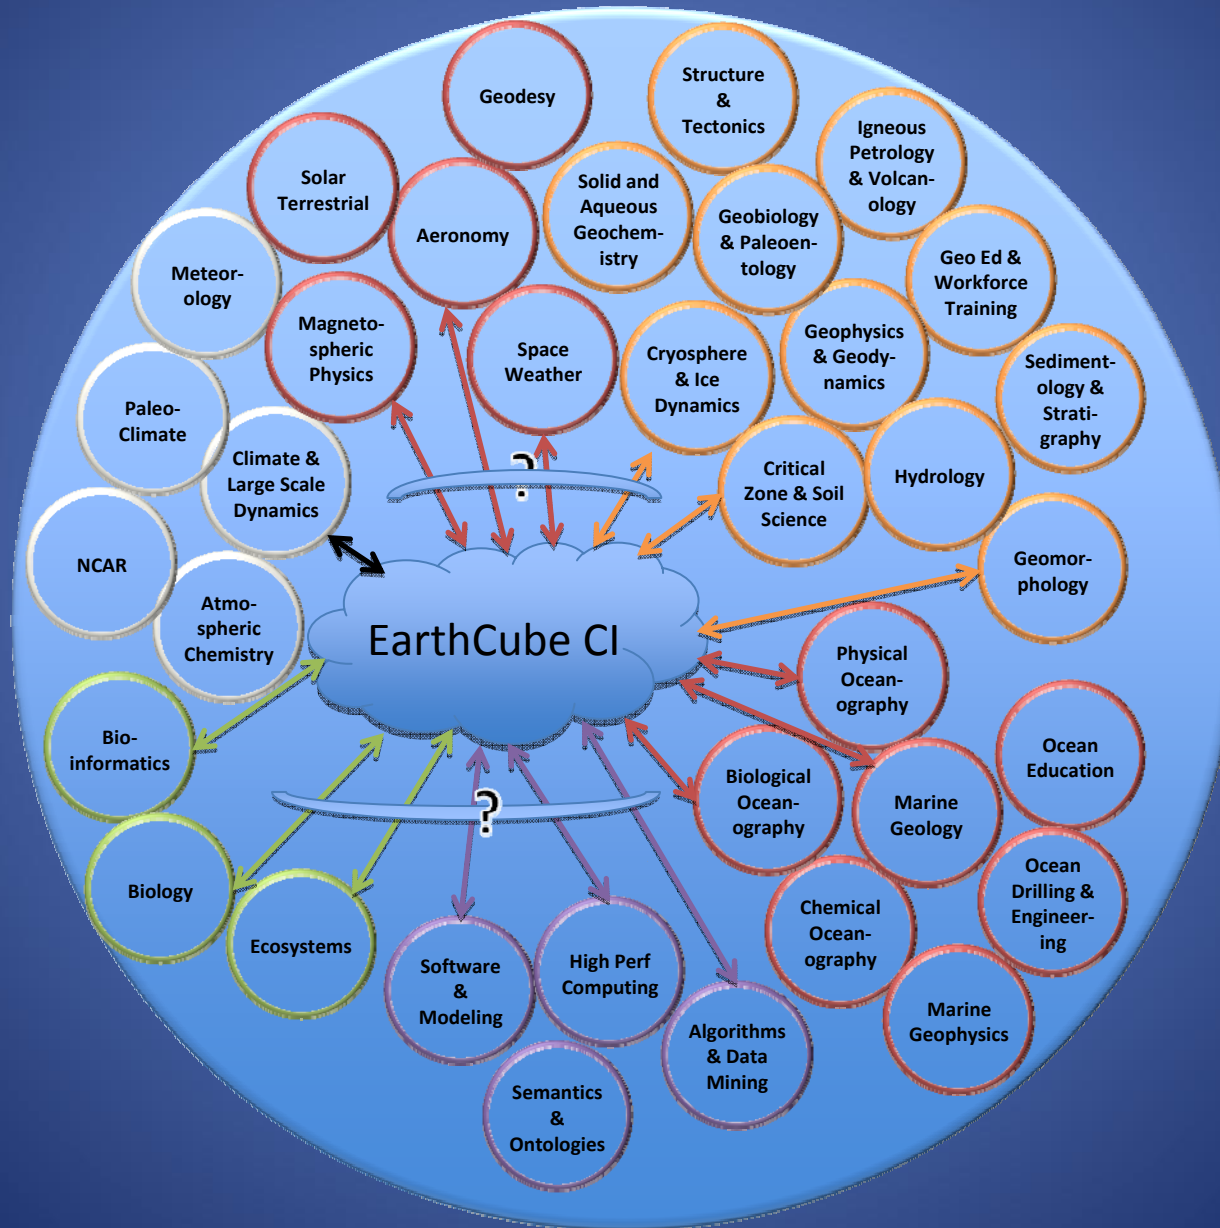 Geodesy
Structure
&
Tectonics
Igneous
Petrology
& Volcan-
ology
Solar
Terrestrial
Aeronomy
Solid and
Aqueous
Geochem-
istry
Geobiology
& Paleoen-
tology
Geo Ed &
Workforce
Training
Meteor-
ology
Magneto-
spheric
Physics
Space
Weather
Cryosphere
& Ice
Dynamics
Geophysics
& Geody-
namics
Sediment-
ology &
Strati-
graphy
Paleo-
Climate
Climate &
Large Scale
Dynamics
?
Critical
Zone & Soil
Science
Hydrology
NCAR
Atmo-
spheric
Chemistry
EarthCube CI
Geomor-
phology
Physical
Ocean-
ography
Bio-
informatics
Biological
Ocean-
ography
Marine
Geology
Ocean
Education
?
Biology
Ecosystems
Software
&
Modeling
High Perf
Computing
Chemical
Ocean-
ography
Ocean
Drilling &
Engineer-
ing
Semantics
&
Ontologies
Algorithms
& Data
Mining
Marine
Geophysics